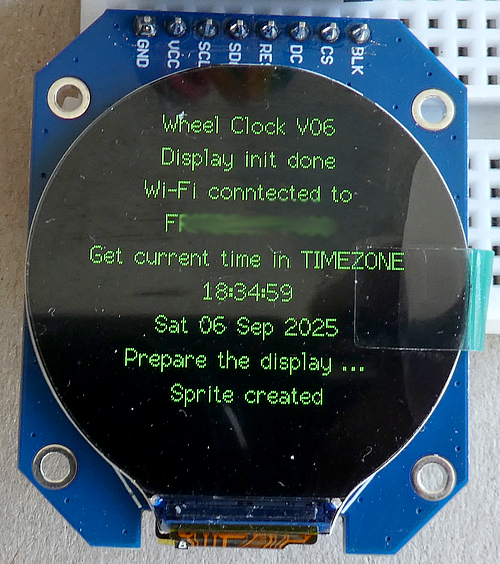 GND VCC SCL SDA RES DC CS BLK
Wheel Clock V06
Display init done
Wi-Fi conntected to
Get current time in TIMEZONE
18:34:59
Sat 06 Sep 2025
Prepare the display ...
Sprite created